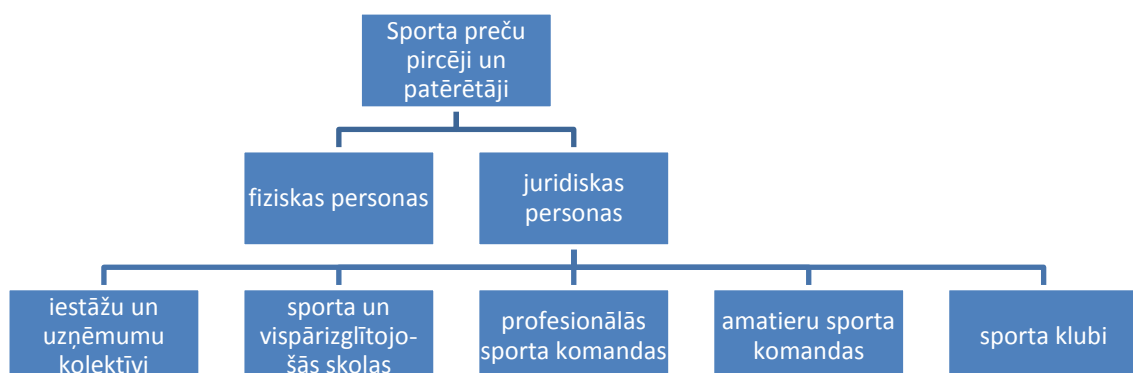 Sporta preču
pircēji un
patērētāji
fiziskas personas
juridiskas
personas
iestāžu un
uzņēmumu
kolektīvi
sporta un
vispārizglītojo-
šās skolas
profesionālās
sporta komandas
amatieru sporta
komandas
sporta klubi